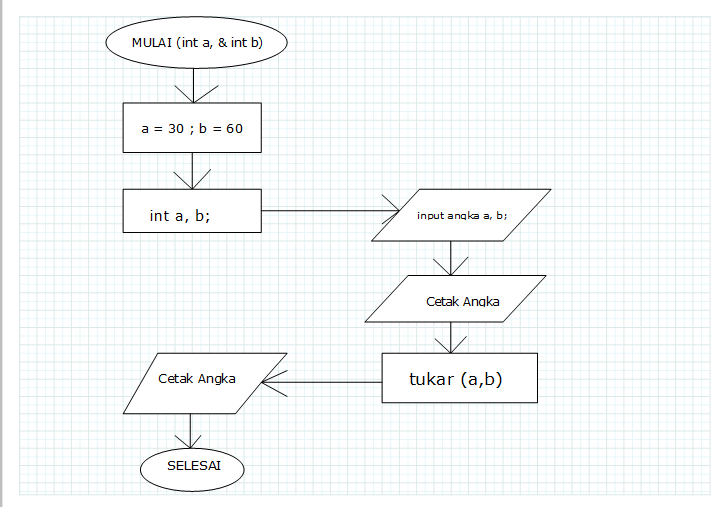 MULAI (int a, & int b)
a = 30 ; b = 60
int a, b;
input angka a, b;
Cetak Angka
tukar (a,b)
Cetak Angka
SELESAI